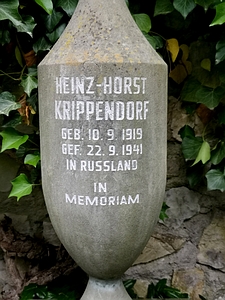 HEINZ-HORST
KRIPPENDORF
GEB. 10. 9. 1919
GEF. 22. 9. 1941
IN RUSSLAND
IN
MEMORIAM